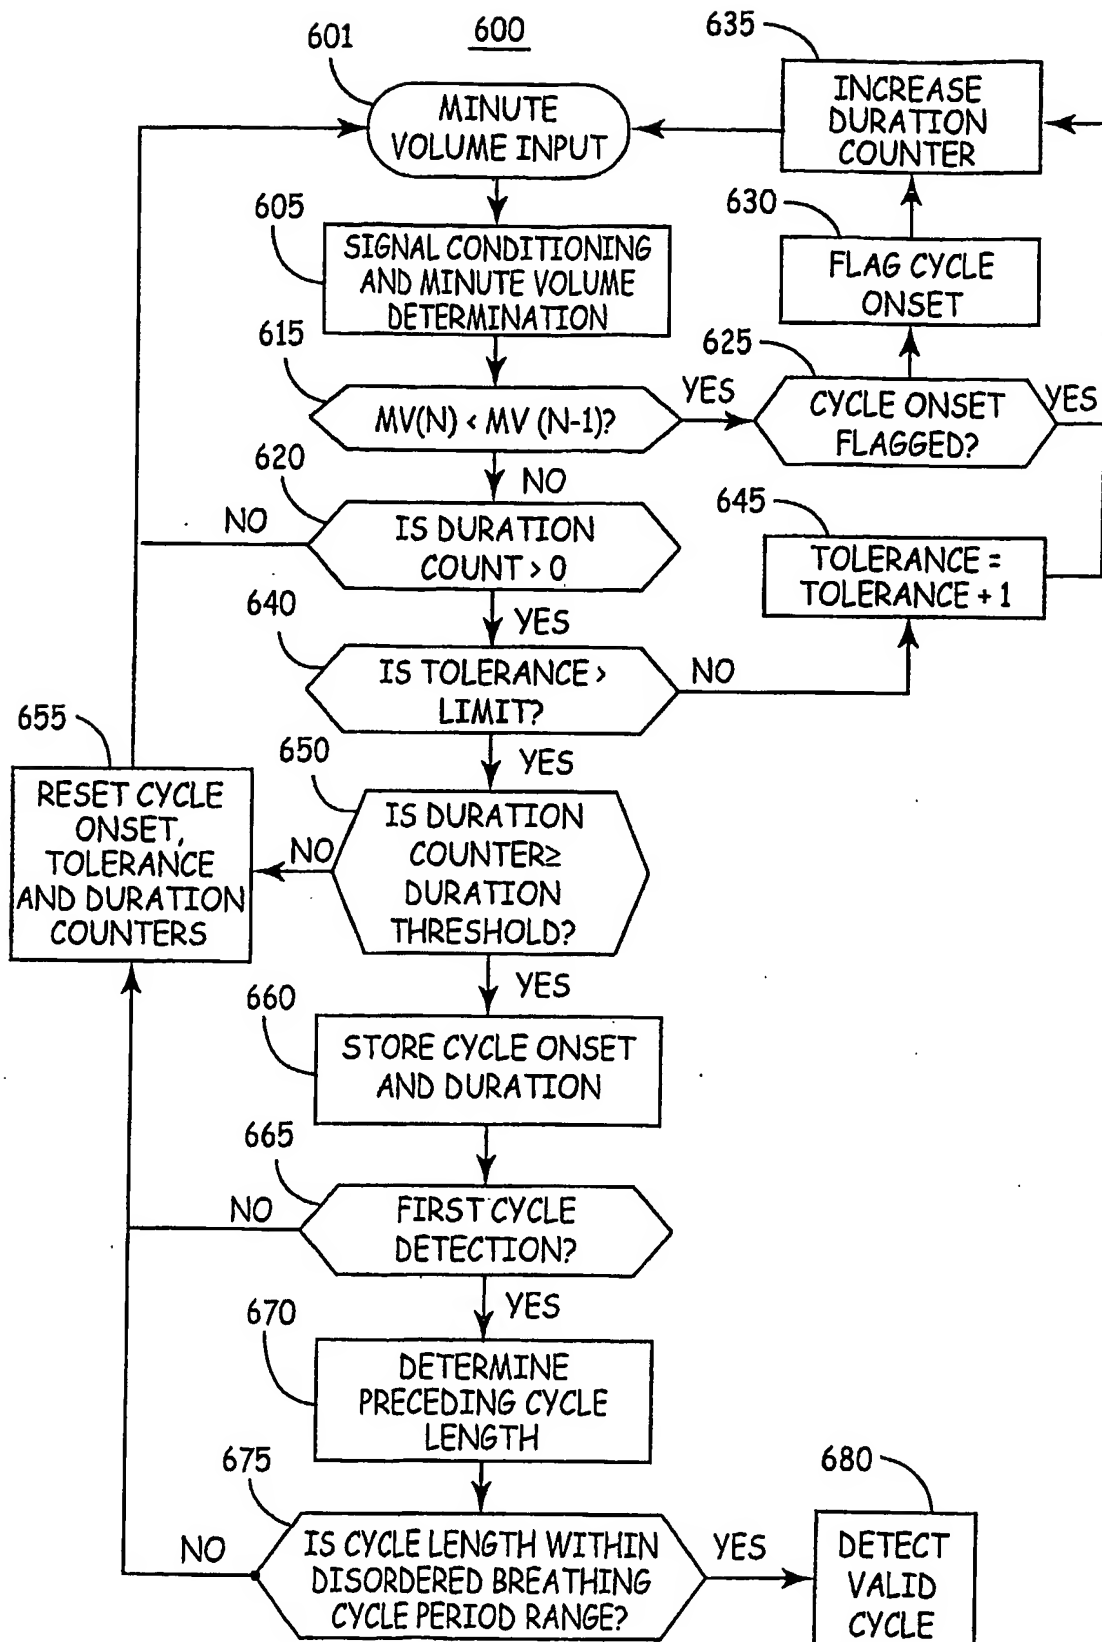 600
601
MINUTE
VOLUME INPUT
635
INCREASE
DURATION
COUNTER
605
SIGNAL CONDITIONING
AND MINUTE VOLUME
DETERMINATION
630
FLAG CYCLE
ONSET
615
MV(N) < MV (N-1)?
YES
625
CYCLE ONSET
FLAGGED?
YES
NO
620
IS DURATION
COUNT > 0
NO
645
TOLERANCE =
TOLERANCE + 1
YES
640
IS TOLERANCE >
LIMIT?
NO
YES
655
RESET CYCLE
ONSET,
TOLERANCE
AND DURATION
COUNTERS
650
IS DURATION
COUNTER≥
DURATION
THRESHOLD?
NO
YES
660
STORE CYCLE ONSET
AND DURATION
665
FIRST CYCLE
DETECTION?
NO
YES
670
DETERMINE
PRECEDING CYCLE
LENGTH
675
IS CYCLE LENGTH WITHIN
DISORDERED BREATHING
CYCLE PERIOD RANGE?
NO
YES
680
DETECT
VALID
CYCLE